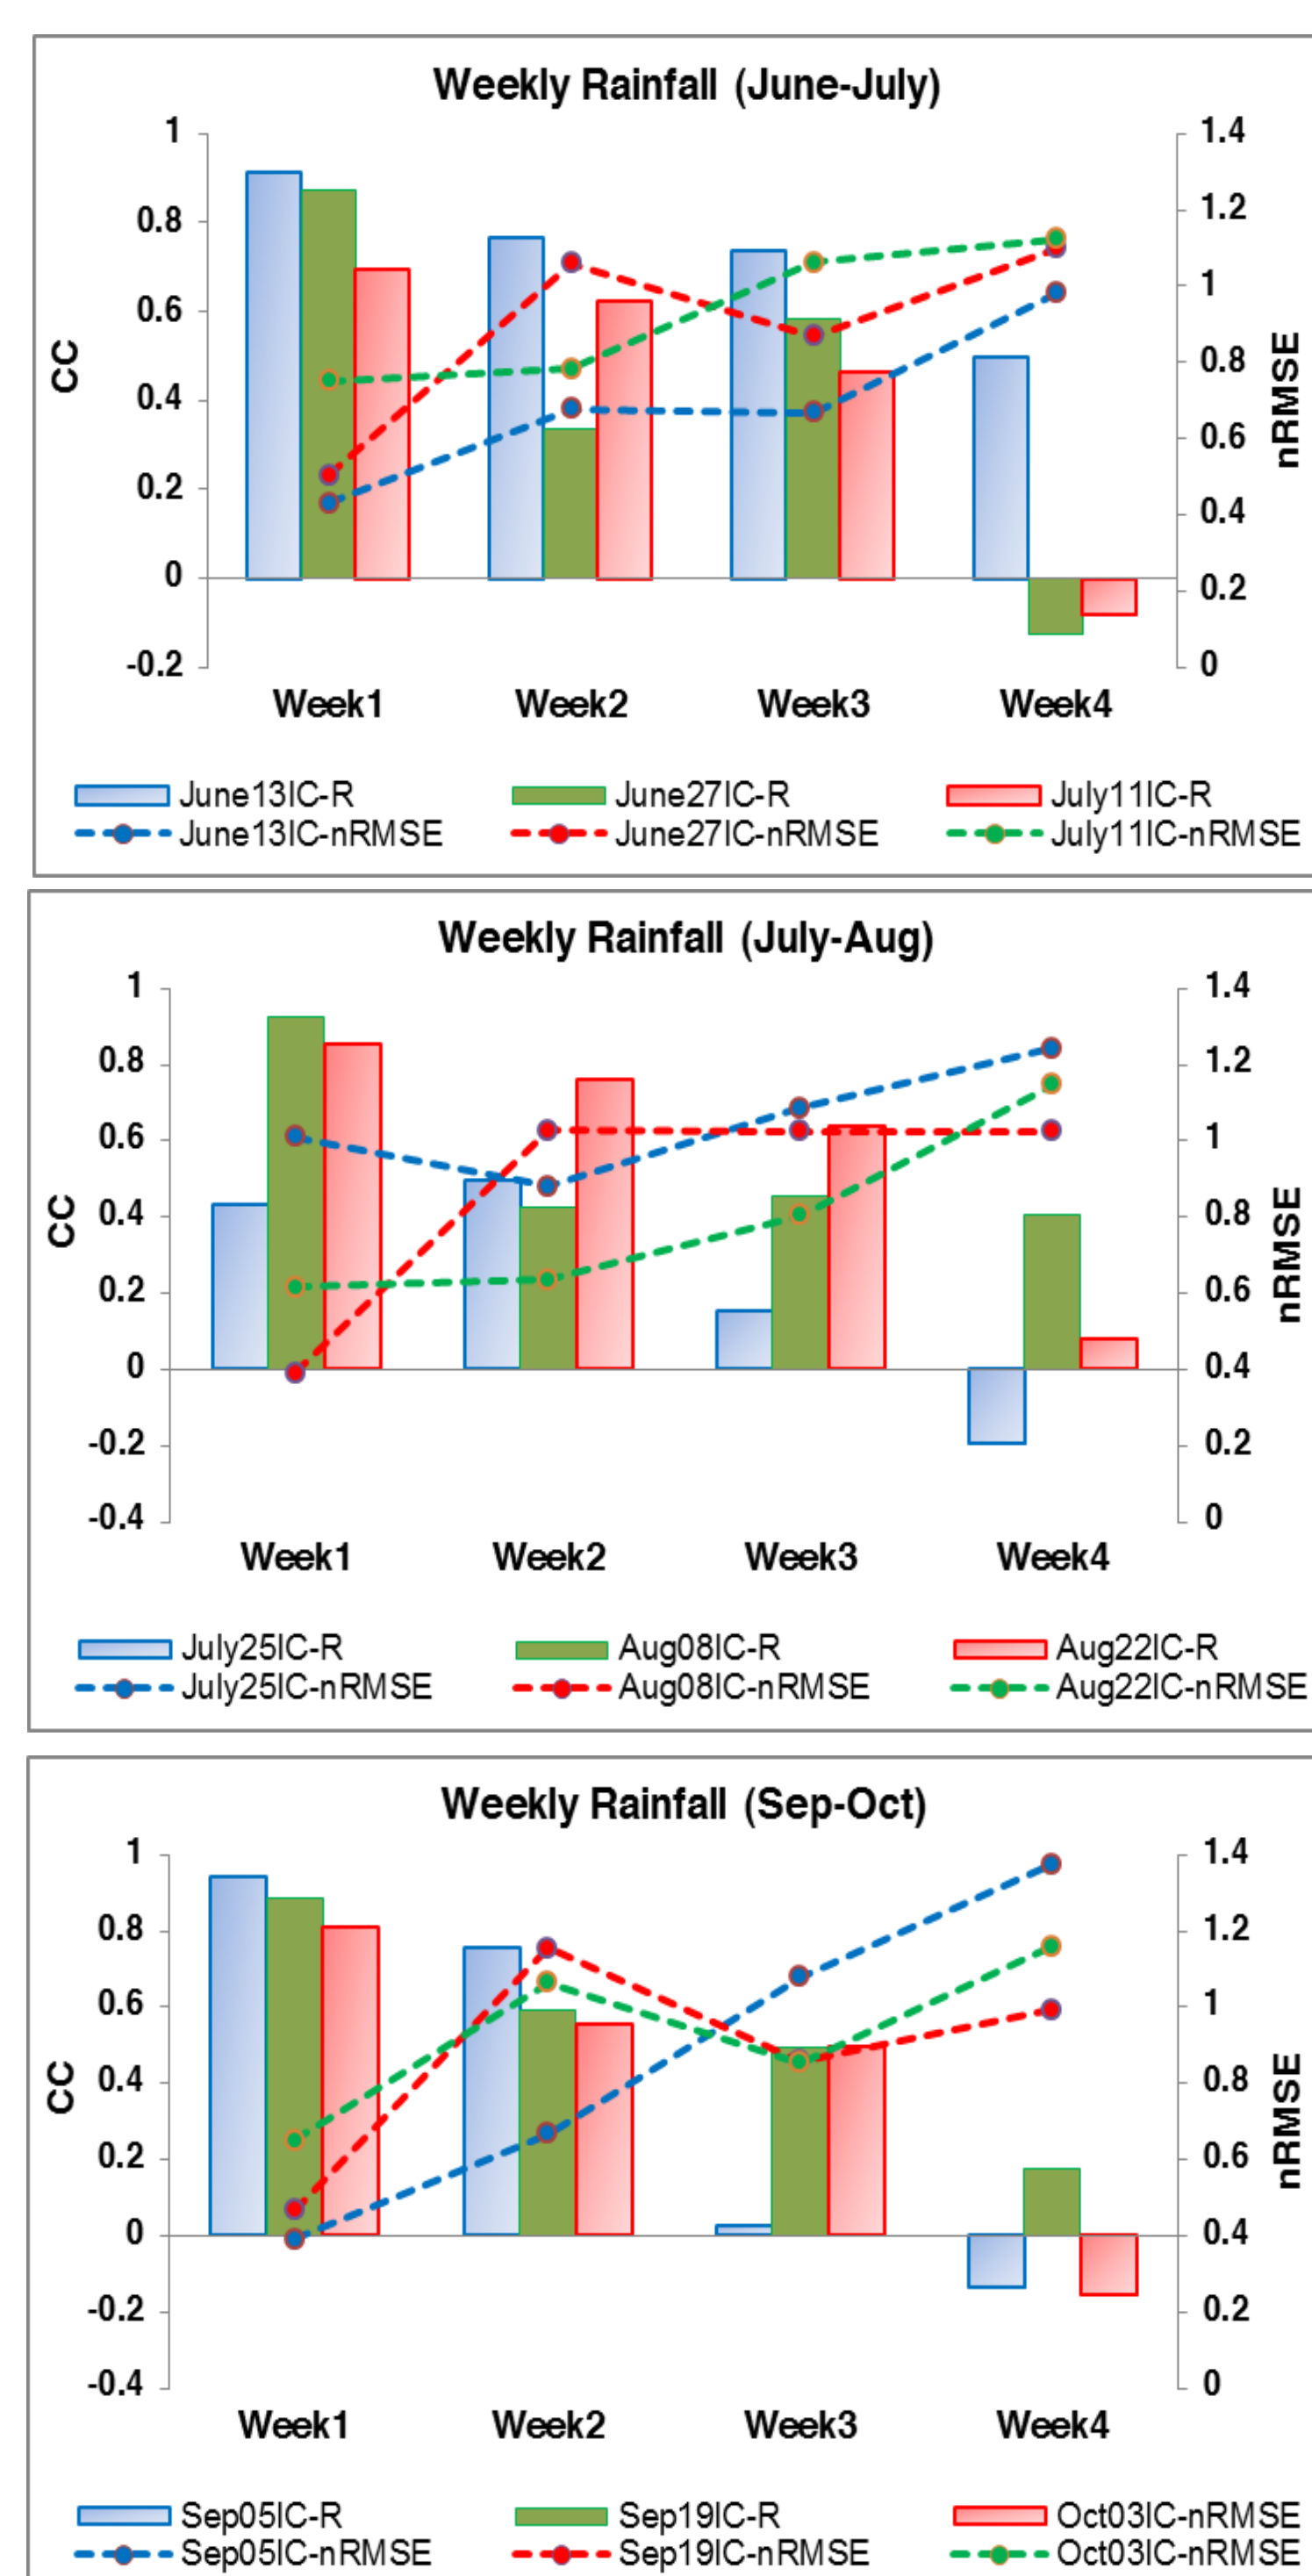 Weekly Rainfall (June-July)
1 1.4
0.8 1.2
0.6 1
0.4 0.8
0.2 0.6
0 0.4
-0.2 0.2
0
CC
nRMSE
Week1 Week2 Week3 Week4
June13IC-R June27IC-R July11IC-R
June13IC-nRMSE June27IC-nRMSE July11IC-nRMSE
Weekly Rainfall (July-Aug)
1 1.4
0.8 1.2
0.6 1
0.4 0.8
0.2 0.6
0 0.4
-0.2 0.2
-0.4 0
CC
nRMSE
Week1 Week2 Week3 Week4
July25IC-R Aug08IC-R Aug22IC-R
July25IC-nRMSE Aug08IC-nRMSE Aug22IC-nRMSE
Weekly Rainfall (Sep-Oct)
1 1.4
0.8 1.2
0.6 1
0.4 0.8
0.2 0.6
0 0.4
-0.2 0.2
-0.4 0
CC
nRMSE
Week1 Week2 Week3 Week4
Sep05IC-R Sep19IC-R Oct03IC-nRMSE
Sep05IC-nRMSE Sep19IC-nRMSE Oct03IC-nRMSE